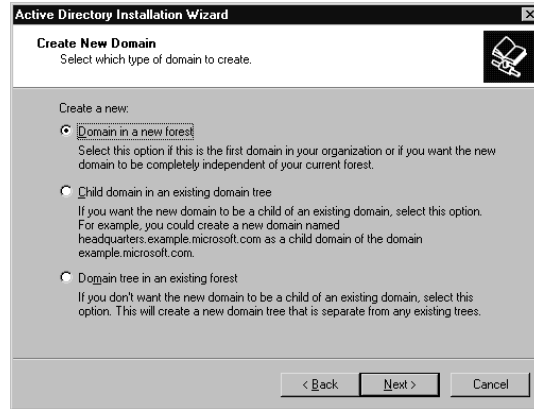 Active Directory Installation Wizard
Create New Domain
Select which type of domain to create.
Create a new:
Domain in a new forest
Select this option if this is the first domain in your organization or if you want the new
domain to be completely independent of your current forest.
Child domain in an existing domain tree
If you want the new domain to be a child of an existing domain, select this option.
For example, you could create a new domain named
headquarters.example.microsoft.com as a child domain of the domain
example.microsoft.com.
Domain tree in an existing forest
If you don't want the new domain to be a child of an existing domain, select this
option. This will create a new domain tree that is separate from any existing trees.
< Back Next > Cancel